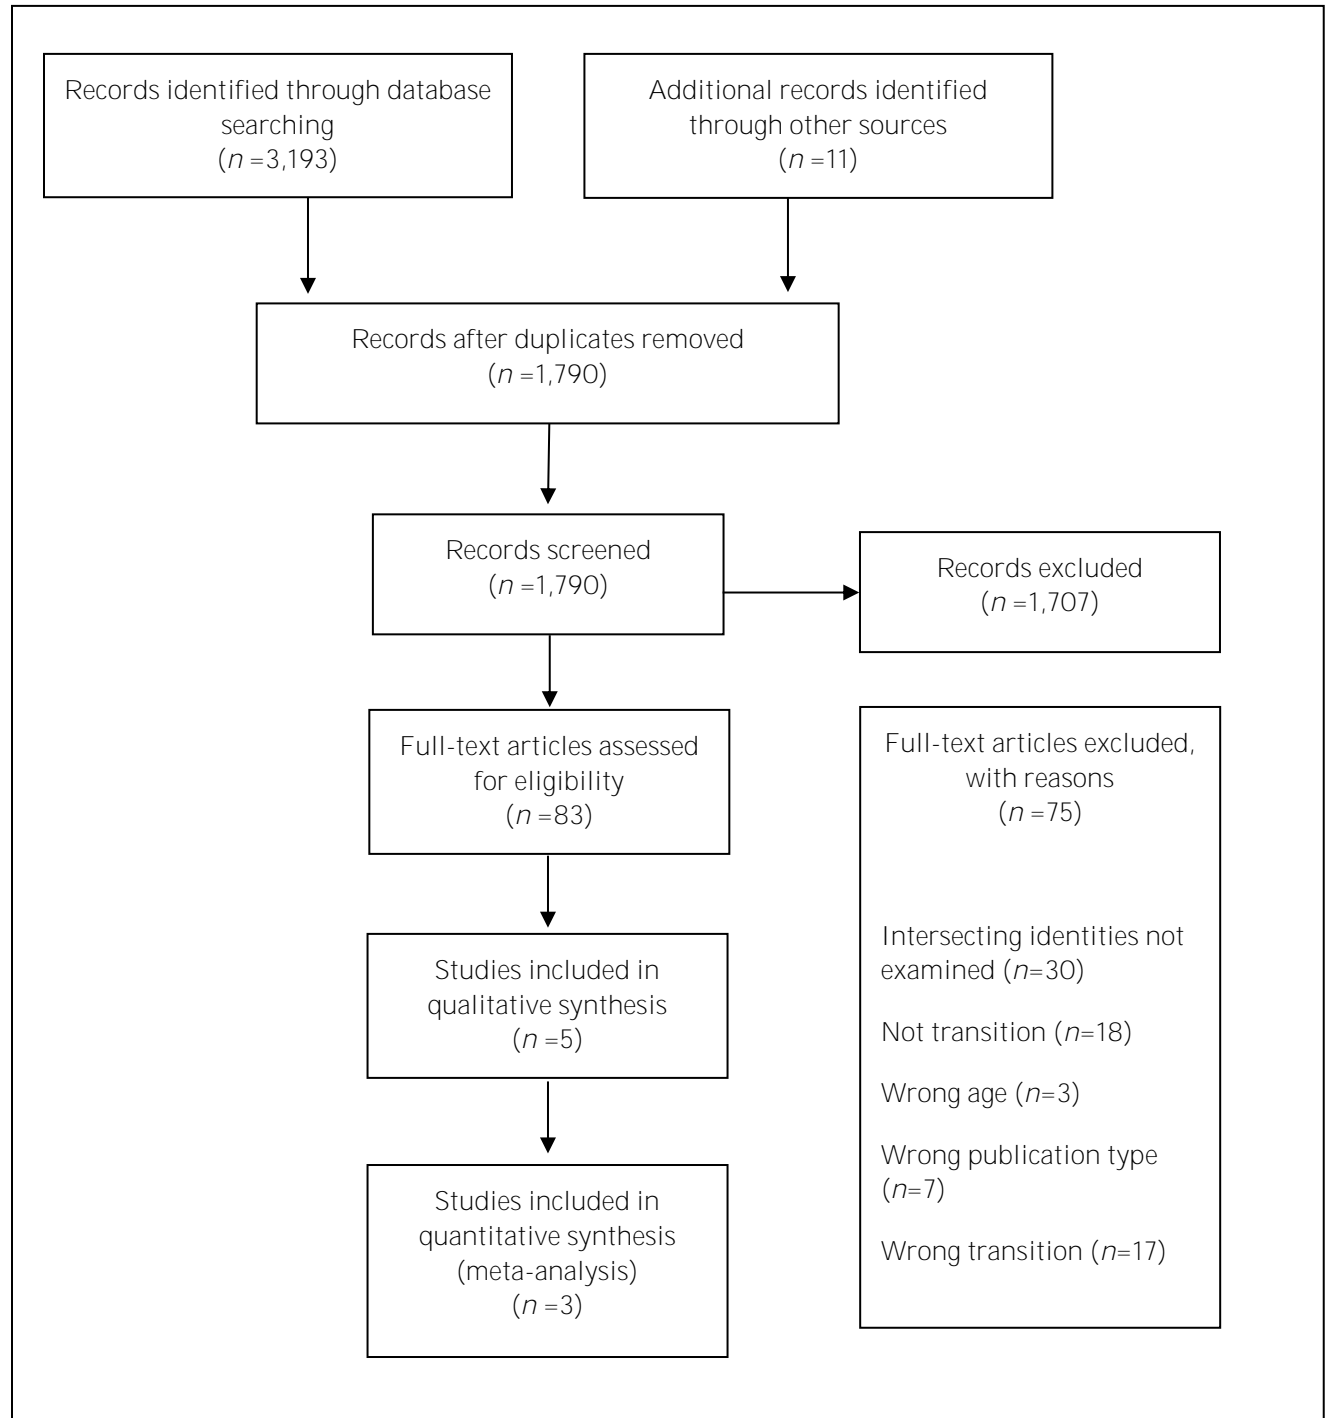 Records identified through database
searching
(n =3,193)
Additional records identified
through other sources
(n =11)
Records after duplicates removed
(n =1,790)
Records screened
(n =1,790)
Records excluded
(n =1,707)
Full-text articles assessed
for eligibility
(n =83)
Full-text articles excluded,
with reasons
(n =75)
Intersecting identities not
examined (n=30)
Not transition (n=18)
Wrong age (n=3)
Wrong publication type
(n=7)
Wrong transition (n=17)
Studies included in
qualitative synthesis
(n =5)
Studies included in
quantitative synthesis
(meta-analysis)
(n =3)